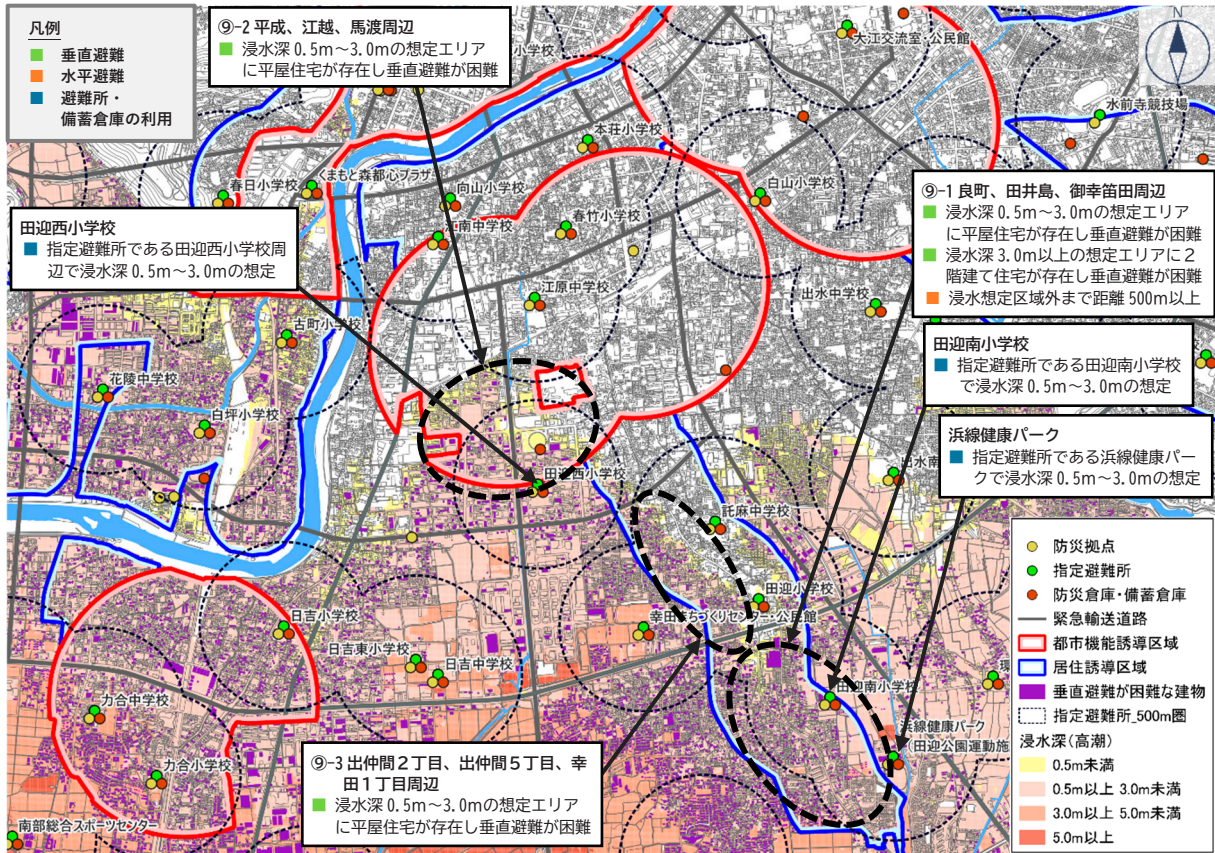 凡例
垂直避難
水平避難
避難所・
備蓄倉庫の利用
⑨-2 平成、江越、馬渡周辺
浸水深 0.5m～3.0mの想定エリア
に平屋住宅が存在し垂直避難が困難
小学校
大江交流室・公民館
N
水前寺競技場
本荘小学校
春日小学校
くまもと森都心プラザ
向山小学校
白山小学校
春竹小学校
江南中学校
田迎西小学校
指定避難所である田迎西小学校周
辺で浸水深 0.5m～3.0mの想定
⑨-1 良町、田井島、御幸笛田周辺
浸水深 0.5m～3.0mの想定エリア
に平屋住宅が存在し垂直避難が困難
浸水深 3.0m以上の想定エリアに２
階建て住宅が存在し垂直避難が困難
浸水想定区域外まで距離 500m以上
江原中学校
出水中学校
古町小学校
田迎南小学校
指定避難所である田迎南小学校
で浸水深 0.5m～3.0mの想定
花陵中学校
白坪小学校
浜線健康パーク
指定避難所である浜線健康パー
クで浸水深 0.5m～3.0mの想定
田迎西小学校
出水南
託麻中学校
田迎小学校
幸田まちづくりセンター・公民館
日吉小学校
日吉東小学校
日吉中学校
田迎南小学校
力合中学校
浜線健康パーク
（田迎公園運動施
力合小学校
南部総合スポーツセンター
⑨-3 出仲間２丁目、出仲間５丁目、幸
田１丁目周辺
浸水深 0.5m～3.0mの想定エリア
に平屋住宅が存在し垂直避難が困難
防災拠点
指定避難所
防災倉庫・備蓄倉庫
緊急輸送道路
都市機能誘導区域
居住誘導区域
垂直避難が困難な建物
指定避難所_500m圏
浸水深（高潮）
0.5m未満
0.5m以上 3.0m未満
3.0m以上 5.0m未満
5.0m以上